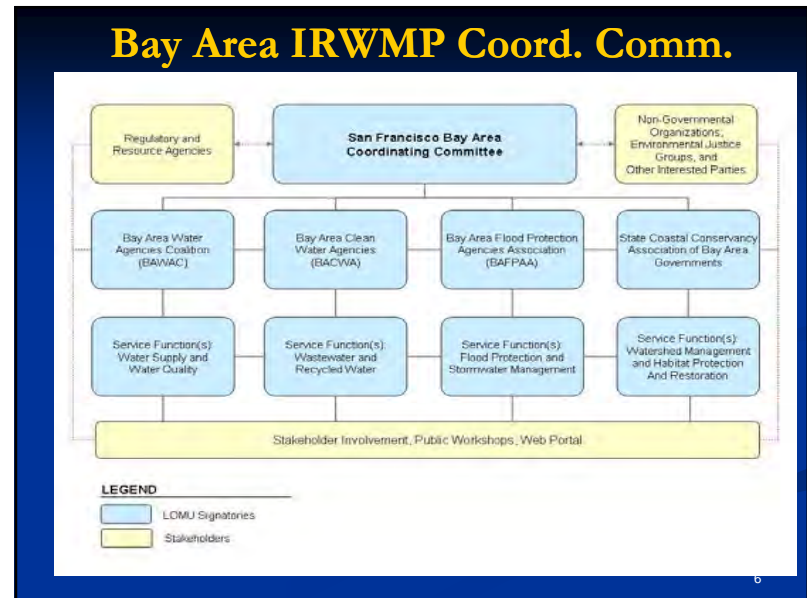 Bay Area IRWMP Coord. Comm.
Regulatory and
Resource Agencies
San Francisco Bay Area
Coordinating Committee
Non-Governmental
Organizations,
Environmental Justice
Groups, and
Other Interested Parties
Bay Area Water
Agencies Coalition
(BAWAC)
Bay Area Clean
Water Agencies
(BACWA)
Bay Area Flood Protection
Agencies Association
(BAFPAA)
State Coastal Conservancy
Association of Bay Area
Governments
Service Function(s):
Water Supply and
Water Quality
Service Function(s):
Wastewater and
Recycled Water
Service Function(s):
Flood Protection and
Stormwater Management
Service Function(s):
Watershed Management
and Habitat Protection
And Restoration
Stakeholder Involvement, Public Workshops, Web Portal
LEGEND
LOMU Signatories
Stakeholders
6